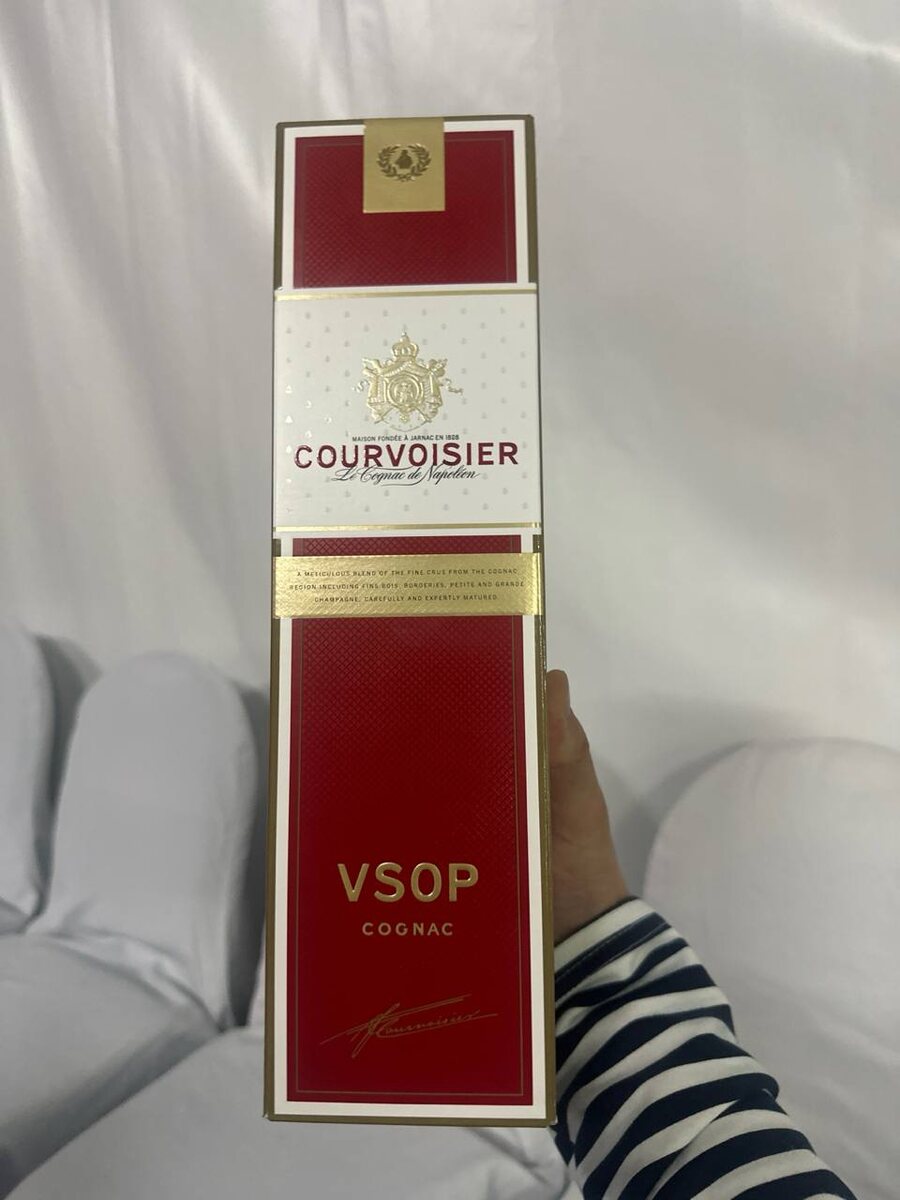 MAISON FONDÉE À JARNAC EN 1828
COURVOISIER
Le Cognac de Napoléon
A METICULOUS BLEND OF THE FINE CRUS FROM THE COGNAC
REGION INCLUDING FINS BOIS, BORDERIES, PETITE AND GRANDE
CHAMPAGNE, CAREFULLY AND EXPERTLY MATURED
VSOP
COGNAC
Courvoisier